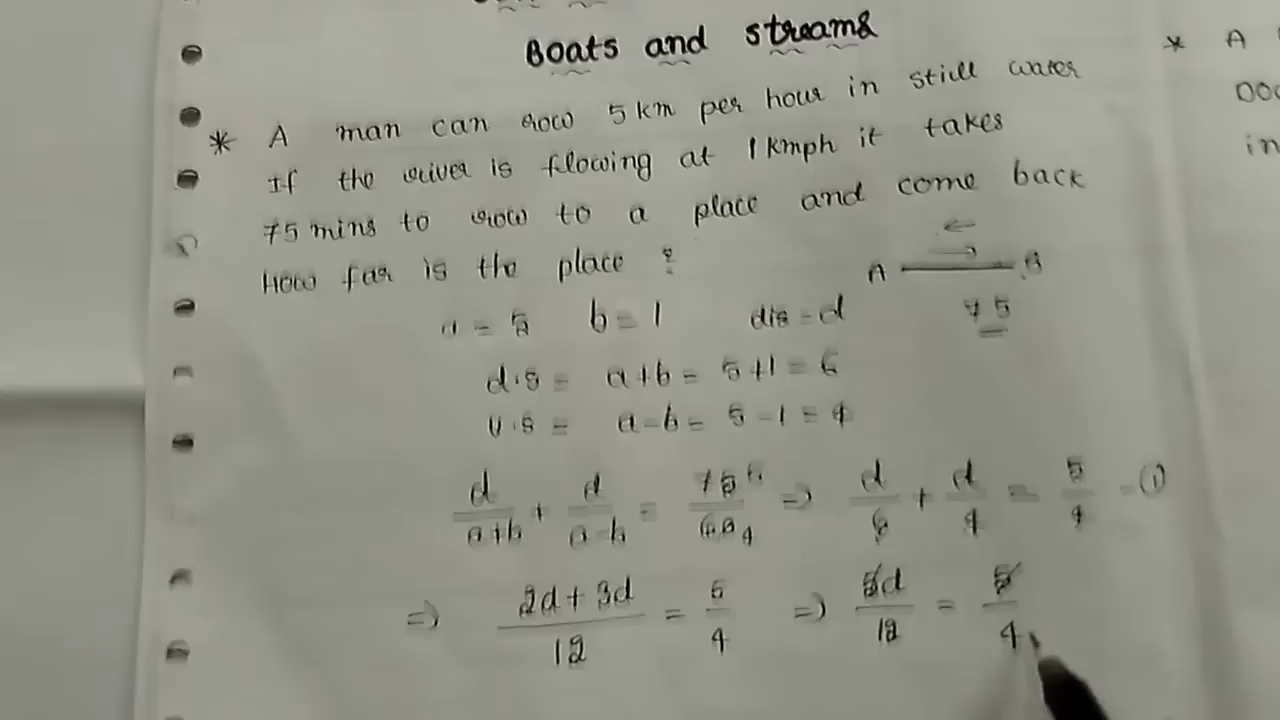 Boats and streams
* A man can row 5 km per hour in still water
If the river is flowing at 1 kmph it takes
75 mins to row to a place and come back
How far is the place ?
A B
75
a = 5 b = 1 dis = d
d.s = a+b = 5+1 = 6
U.s = a-b = 5-1 = 4
d/a+b + d/a-b = 75 5/60 4 => d/6 + d/4 = 5/4 - (1)
=> 2d+3d/12 = 5/4 => 5d/12 = 5/4
* A
in